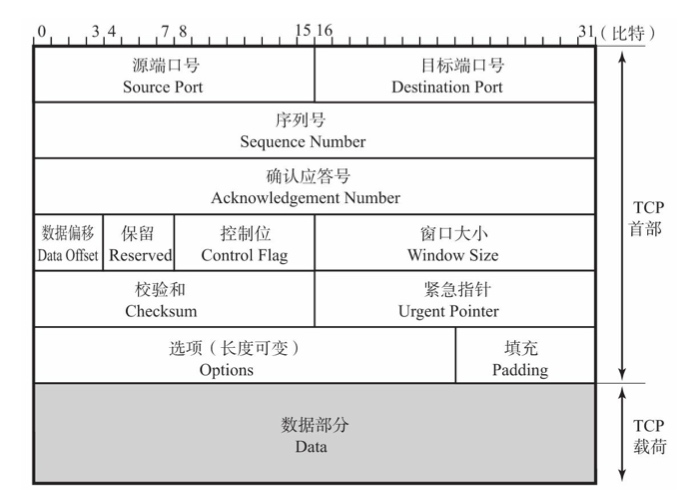 0 3 4 7 8 15 16 31 (比特)
源端口号 目标端口号
Source Port Destination Port
序列号
Sequence Number
确认应答号
Acknowledgement Number
TCP
首部
数据偏移 保留 控制位 窗口大小
Data Offset Reserved Control Flag Window Size
校验和 紧急指针
Checksum Urgent Pointer
选项(长度可变) 填充
Options Padding
数据部分
Data
TCP
载荷